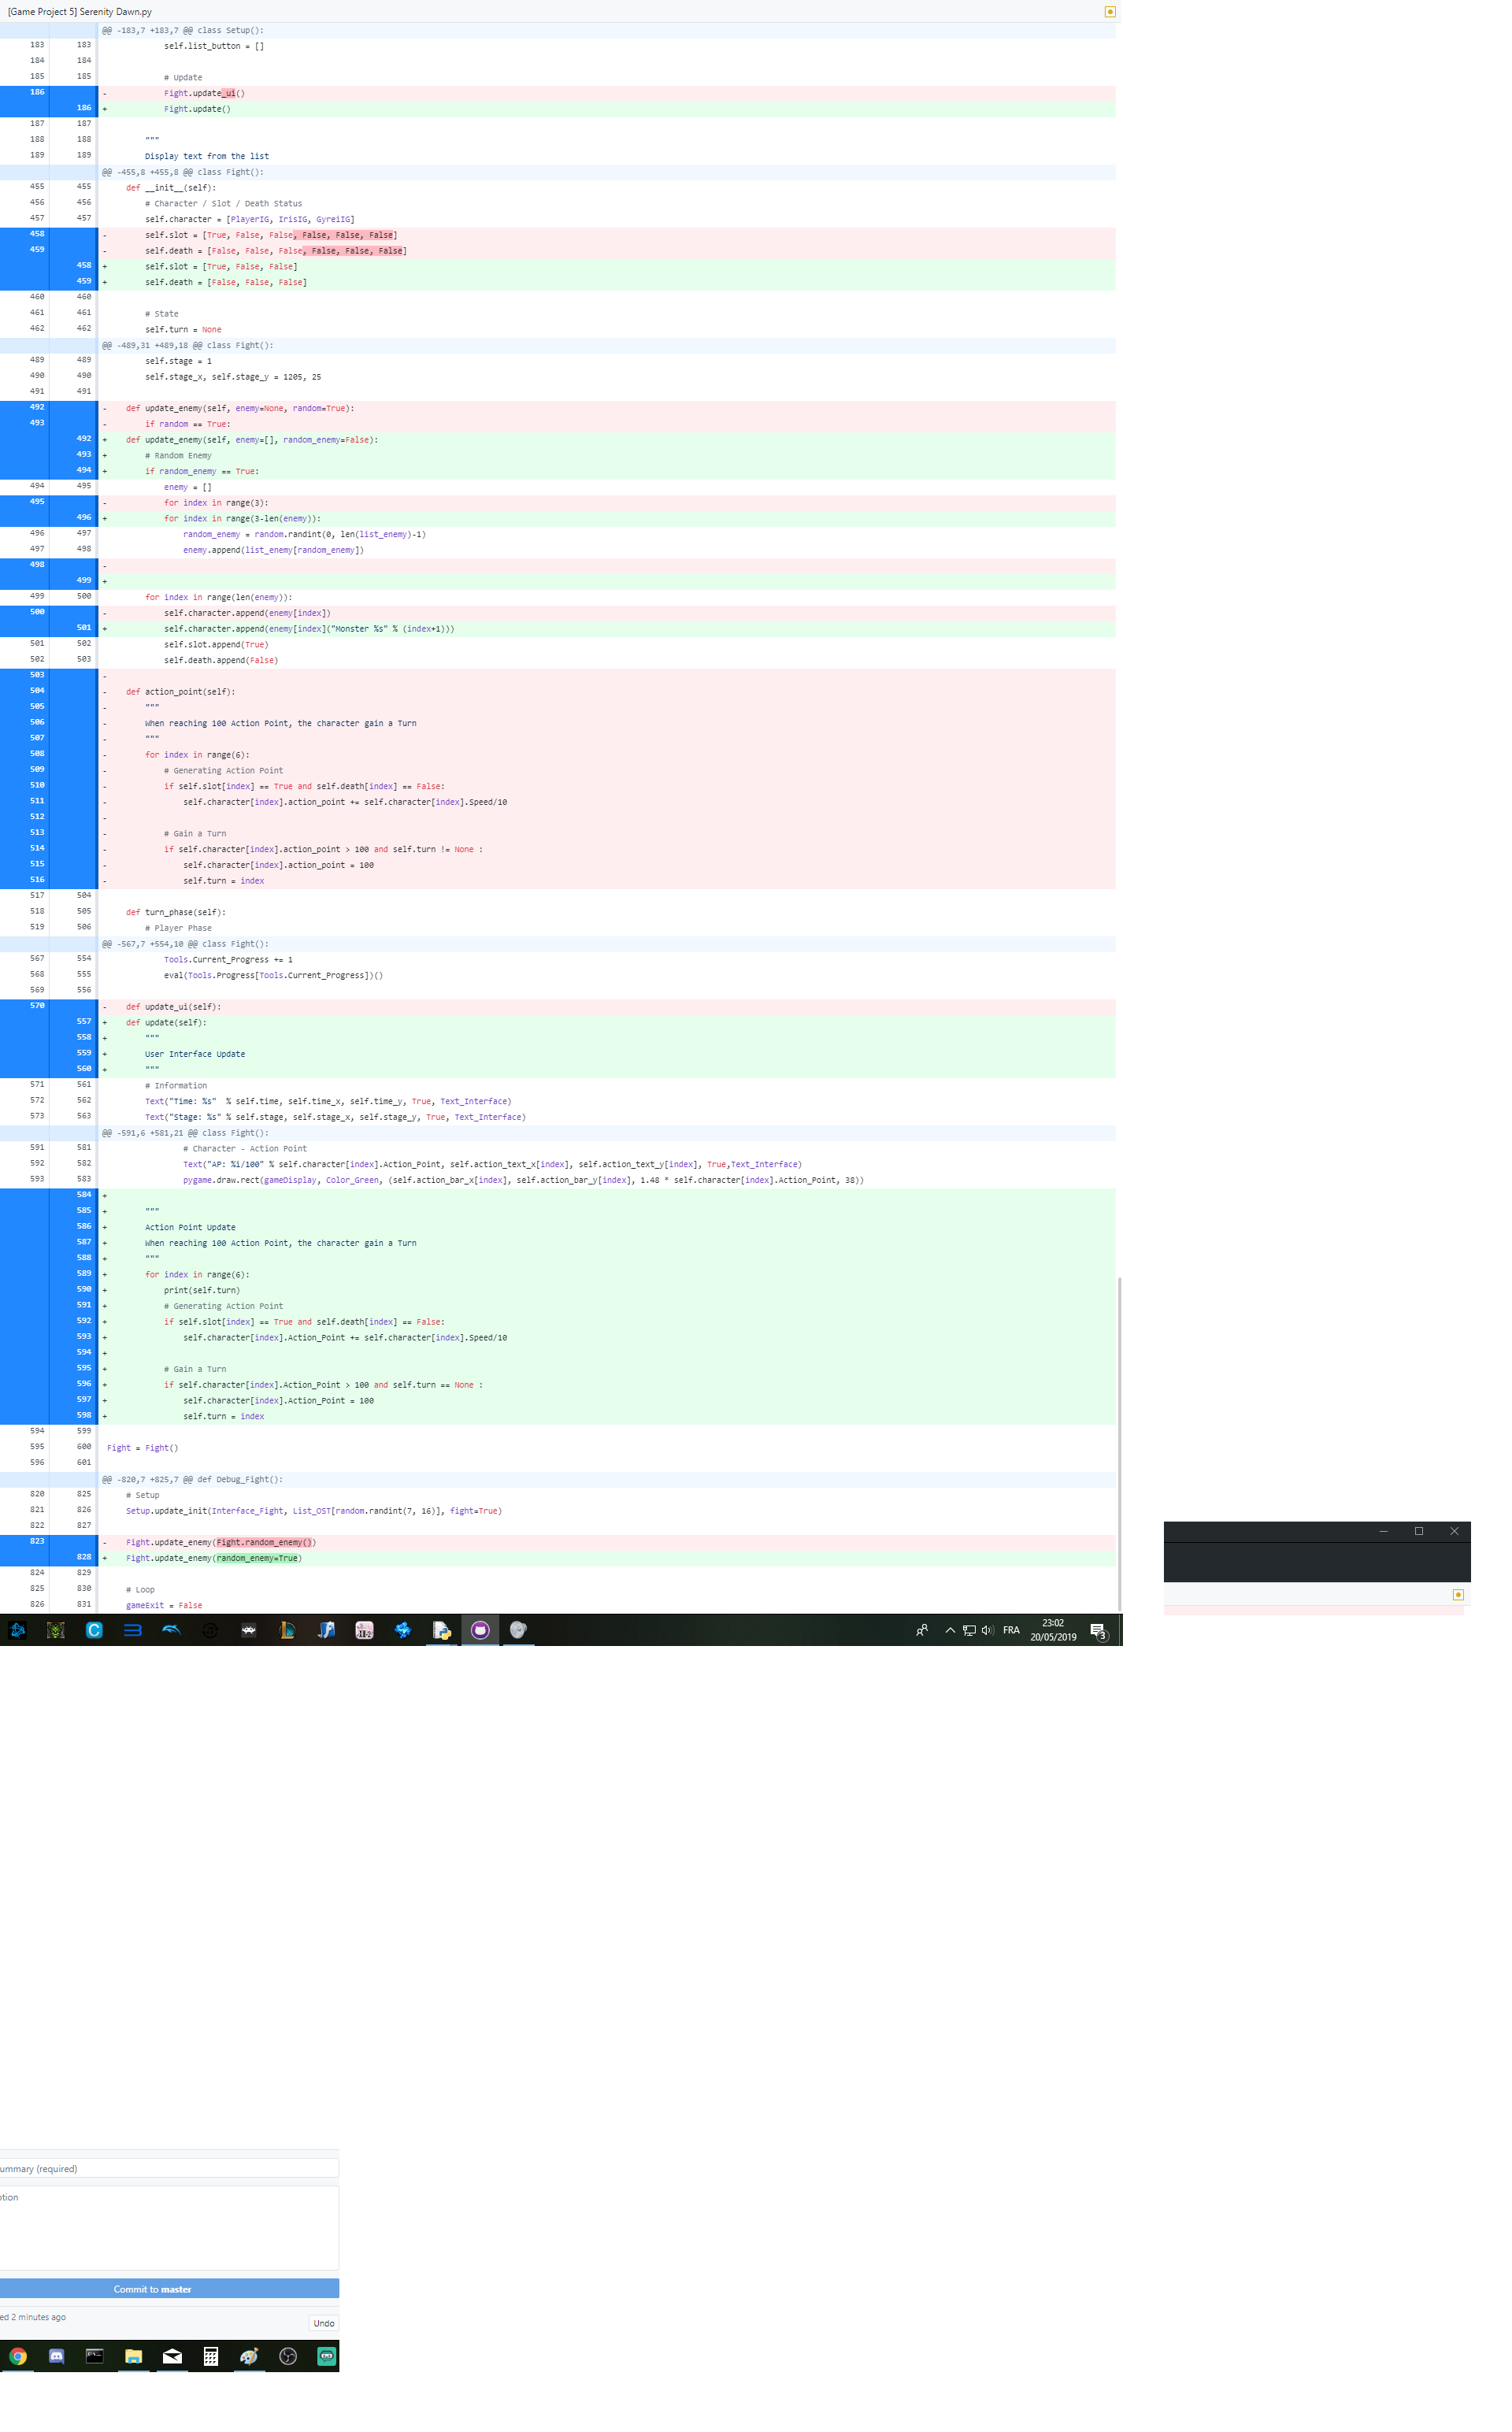 [Game Project 5] Serenity Dawn.py
@@ -183,7 +183,7 @@ class Setup():
183 183 self.list_button = []
184 184
185 185 # Update
186 - Fight.update_ui()
186 + Fight.update()
187 187
188 188 """
189 189 Display text from the list
@@ -455,8 +455,8 @@ class Fight():
455 455 def __init__(self):
456 456 # Character / Slot / Death Status
457 457 self.character = [PlayerIG, IrisIG, GyreiIG]
458 - self.slot = [True, False, False, False, False, False]
459 - self.death = [False, False, False, False, False, False]
458 + self.slot = [True, False, False]
459 + self.death = [False, False, False]
460 460
461 461 # State
462 462 self.turn = None
@@ -489,31 +489,18 @@ class Fight():
489 489 self.stage = 1
490 490 self.stage_x, self.stage_y = 1205, 25
491 491
492 - def update_enemy(self, enemy=None, random=True):
493 - if random == True:
492 + def update_enemy(self, enemy=[], random_enemy=False):
493 + # Random Enemy
494 + if random_enemy == True:
494 495 enemy = []
495 - for index in range(3):
496 + for index in range(3-len(enemy)):
496 497 random_enemy = random.randint(0, len(list_enemy)-1)
497 498 enemy.append(list_enemy[random_enemy])
498 -
499 +
499 500 for index in range(len(enemy)):
500 - self.character.append(enemy[index])
501 + self.character.append(enemy[index]("Monster %s" % (index+1)))
501 502 self.slot.append(True)
502 503 self.death.append(False)
503 -
504 - def action_point(self):
505 - """
506 - When reaching 100 Action Point, the character gain a Turn
507 - """
508 - for index in range(6):
509 - # Generating Action Point
510 - if self.slot[index] == True and self.death[index] == False:
511 - self.character[index].action_point += self.character[index].Speed/10
512 -
513 - # Gain a Turn
514 - if self.character[index].action_point > 100 and self.turn != None :
515 - self.character[index].action_point = 100
516 - self.turn = index
517 504
518 505 def turn_phase(self):
519 506 # Player Phase
@@ -567,7 +554,10 @@ class Fight():
567 554 Tools.Current_Progress += 1
568 555 eval(Tools.Progress[Tools.Current_Progress])()
569 556
570 - def update_ui(self):
557 + def update(self):
558 + """
559 + User Interface Update
560 + """
571 561 # Information
572 562 Text("Time: %s" % self.time, self.time_x, self.time_y, True, Text_Interface)
573 563 Text("Stage: %s" % self.stage, self.stage_x, self.stage_y, True, Text_Interface)
@@ -591,6 +581,21 @@ class Fight():
591 581 # Character - Action Point
592 582 Text("AP: %i/100" % self.character[index].Action_Point, self.action_text_x[index], self.action_text_y[index], True,Text_Interface)
593 583 pygame.draw.rect(gameDisplay, Color_Green, (self.action_bar_x[index], self.action_bar_y[index], 1.48 * self.character[index].Action_Point, 38))
584 +
585 + """
586 + Action Point Update
587 + When reaching 100 Action Point, the character gain a Turn
588 + """
589 + for index in range(6):
590 + print(self.turn)
591 + # Generating Action Point
592 + if self.slot[index] == True and self.death[index] == False:
593 + self.character[index].Action_Point += self.character[index].Speed/10
594 +
595 + # Gain a Turn
596 + if self.character[index].Action_Point > 100 and self.turn == None :
597 + self.character[index].Action_Point = 100
598 + self.turn = index
594 599
595 600 Fight = Fight()
596 601
@@ -820,7 +825,7 @@ def Debug_Fight():
820 825 # Setup
821 826 Setup.update_init(Interface_Fight, List_OST[random.randint(7, 16)], fight=True)
822 827
823 - Fight.update_enemy(Fight.random_enemy())
828 + Fight.update_enemy(random_enemy=True)
824 829
825 830 # Loop
826 831 gameExit = False
FRA
23:02
20/05/2019
3
ummary (required)
tion
Commit to master
ed 2 minutes ago
Undo